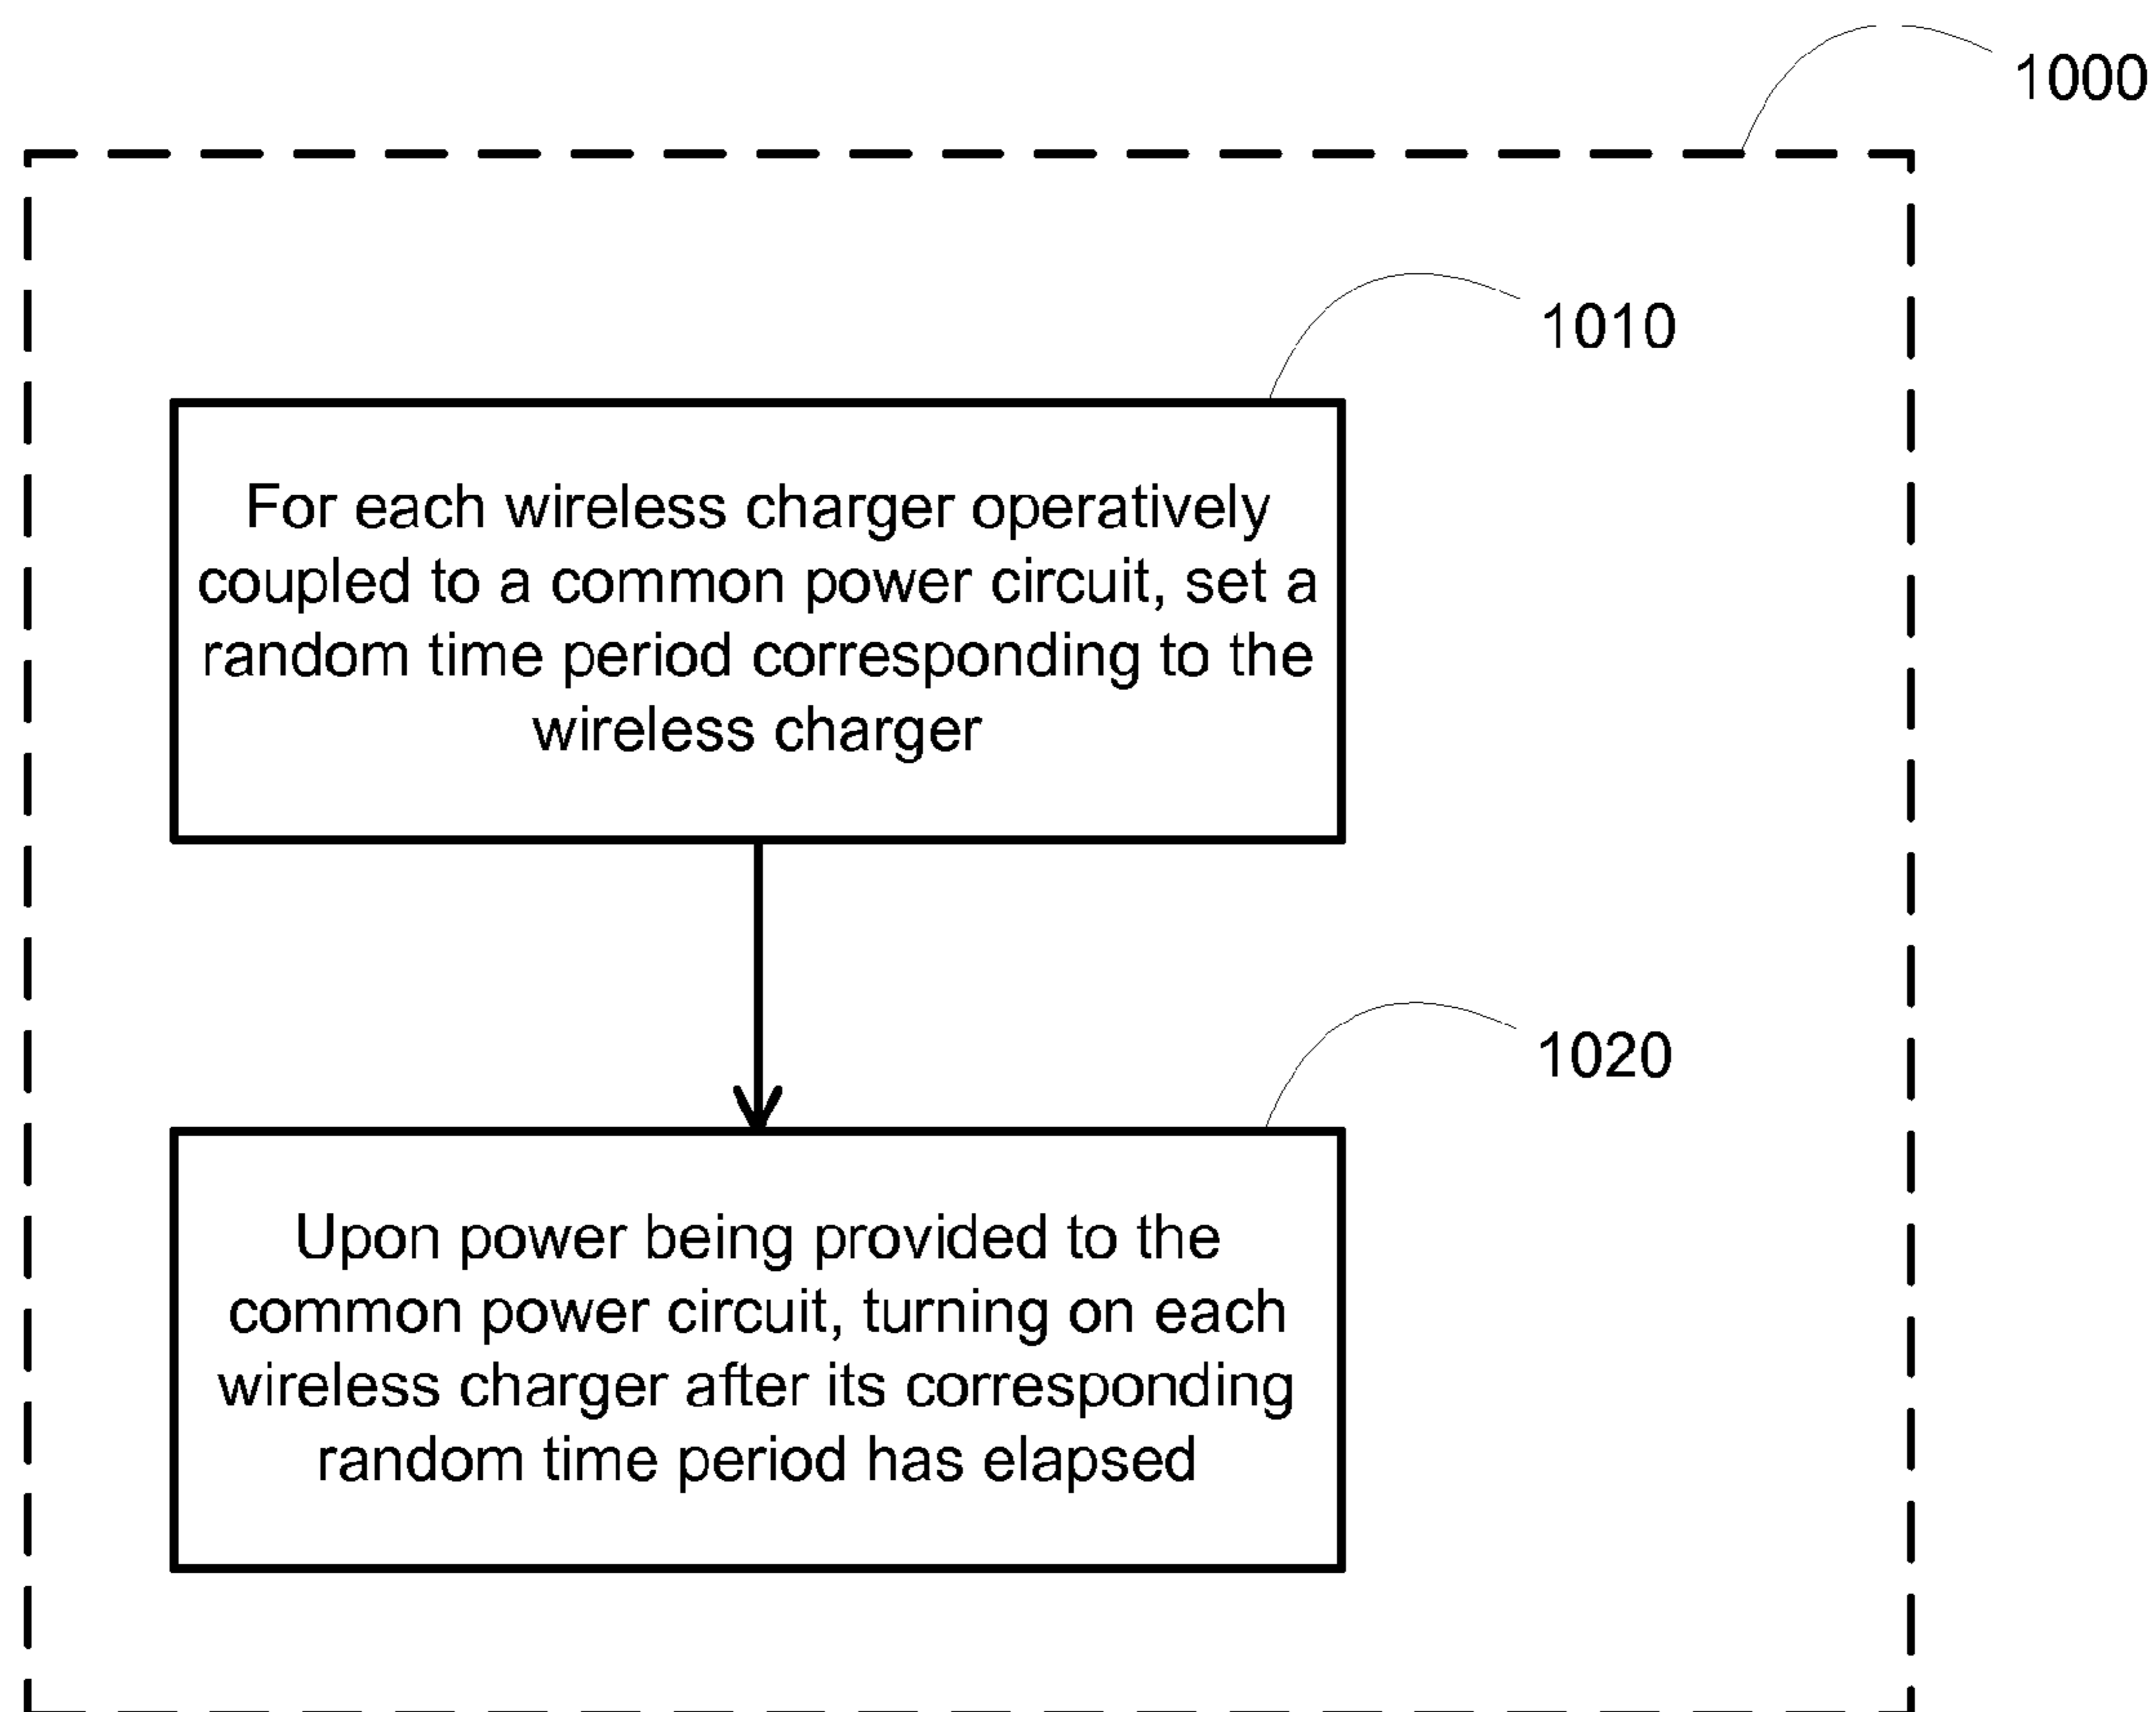 1000
1010
For each wireless charger operatively
coupled to a common power circuit, set a
random time period corresponding to the
wireless charger
1020
Upon power being provided to the
common power circuit, turning on each
wireless charger after its corresponding
random time period has elapsed